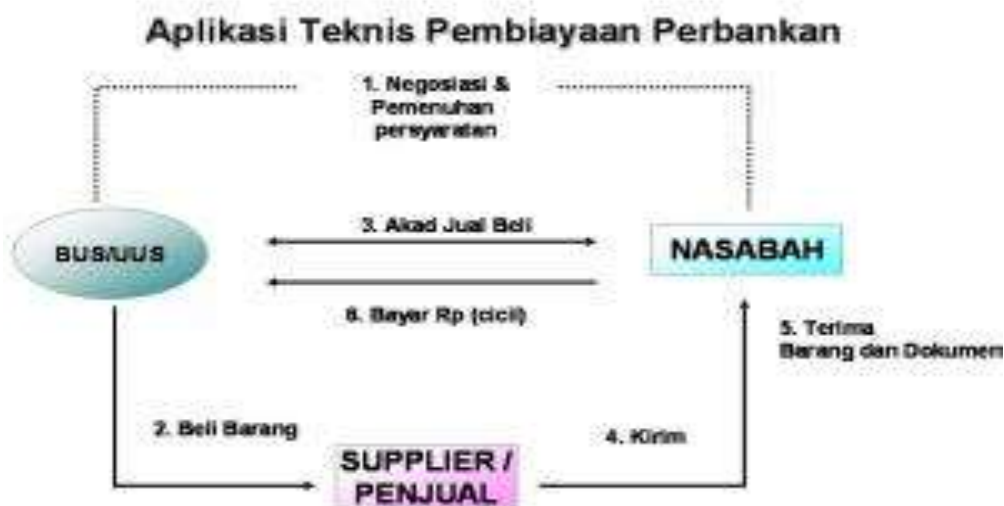 Aplikasi Teknis Pembiayaan Perbankan
1. Negosiasi &
Pemenuhan
persyaratan
BUS/UUS
3. Akad Jual Beli
NASABAH
6. Bayar Rp (cicil)
5. Terima
Barang dan Dokumen
2. Beli Barang
4. Kirim
SUPPLIER /
PENJUAL